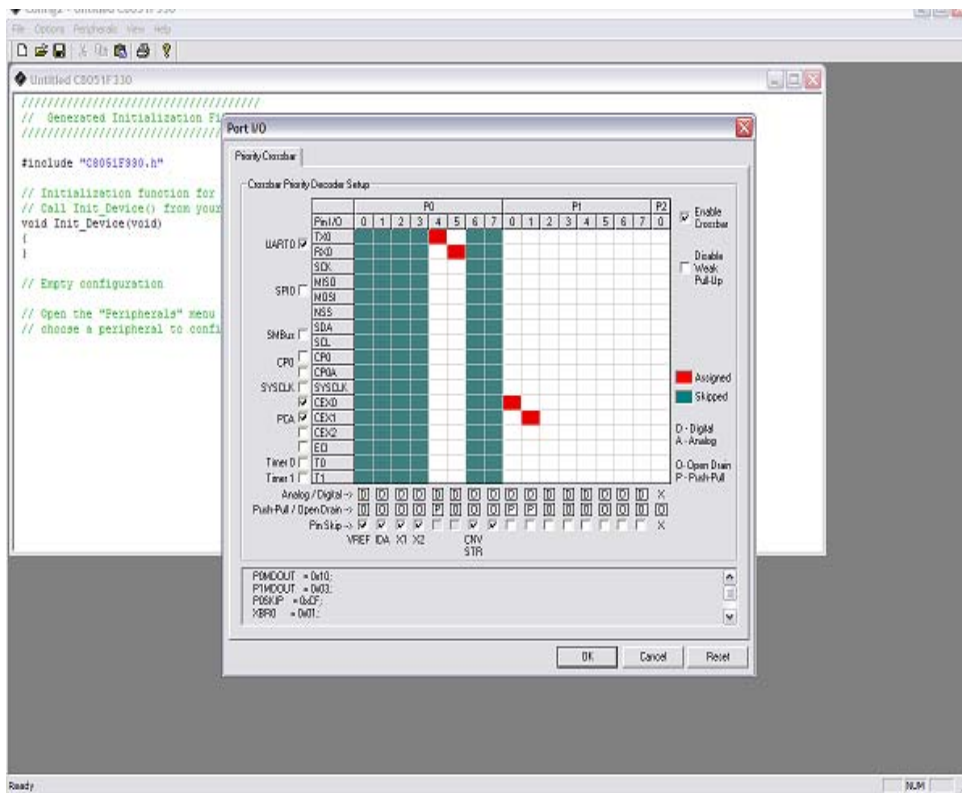 Config2 - Untitled C8051F330
File Options Peripherals View Help
Untitled C8051F330
//////////////////////////////////////
// Generated Initialization Fi
#include "C8051F330.h"
// Initialization function for
// Call Init_Device() from your
void Init_Device(void)
{
}
// Empty configuration
// Open the "Peripherals" menu
// choose a peripheral to confi
Port I/O
Priority Crossbar
Crossbar Priority Decoder Setup
P0 P1 P2
Pin I/O 0 1 2 3 4 5 6 7 0 1 2 3 4 5 6 7 0
UART0 TX0
RX0
SCK
SPI0 MISO
MOSI
NSS
SMBus SDA
SCL
CP0 CP0
CP0A
SYSCLK SYSCLK
CEX0
PCA CEX1
CEX2
ECI
Timer 0 T0
Timer 1 T1
Analog / Digital -> D D D D D D D D D D D D D D D D X
Push-Pull / Open Drain -> O O O O P O O O P P O O O O O O O
Pin Skip -> X
VREF IDA X1 X2 CNV STR
Enable Crossbar
Disable Weak Pull-Up
Assigned
Skipped
D - Digital
A - Analog
O- Open Drain
P - Push-Pull
P0MDOUT = 0x10;
P1MDOUT = 0x03;
P0SKIP = 0xCF;
XBR0 = 0x01;
OK Cancel Reset
Ready NUM